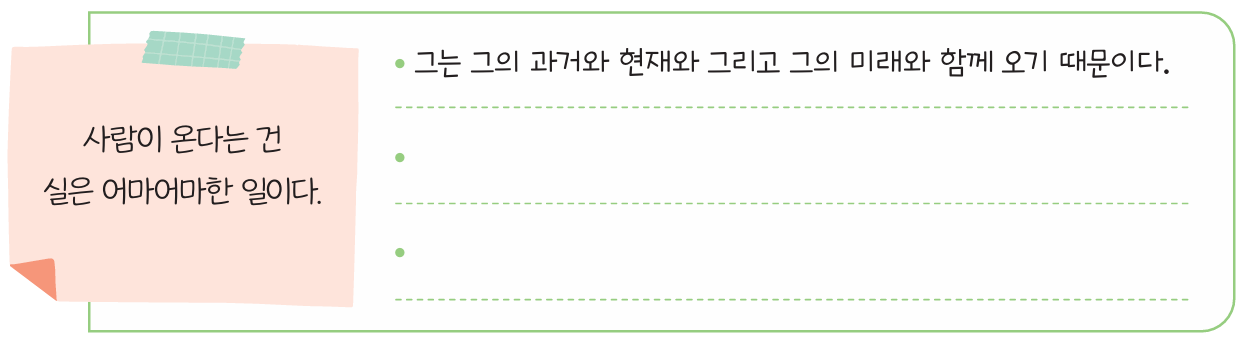 사람이 온다는 건
실은 어마어마한 일이다.
• 그는 그의 과거와 현재와 그리고 그의 미래와 함께 오기 때문이다.
•
•